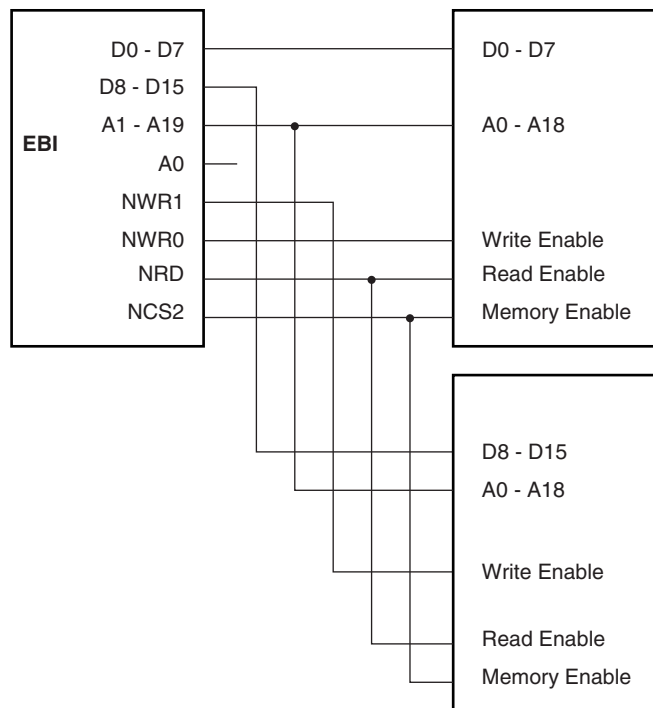 EBI
D0 - D7
D8 - D15
A1 - A19
A0
NWR1
NWR0
NRD
NCS2
D0 - D7
A0 - A18
Write Enable
Read Enable
Memory Enable
D8 - D15
A0 - A18
Write Enable
Read Enable
Memory Enable